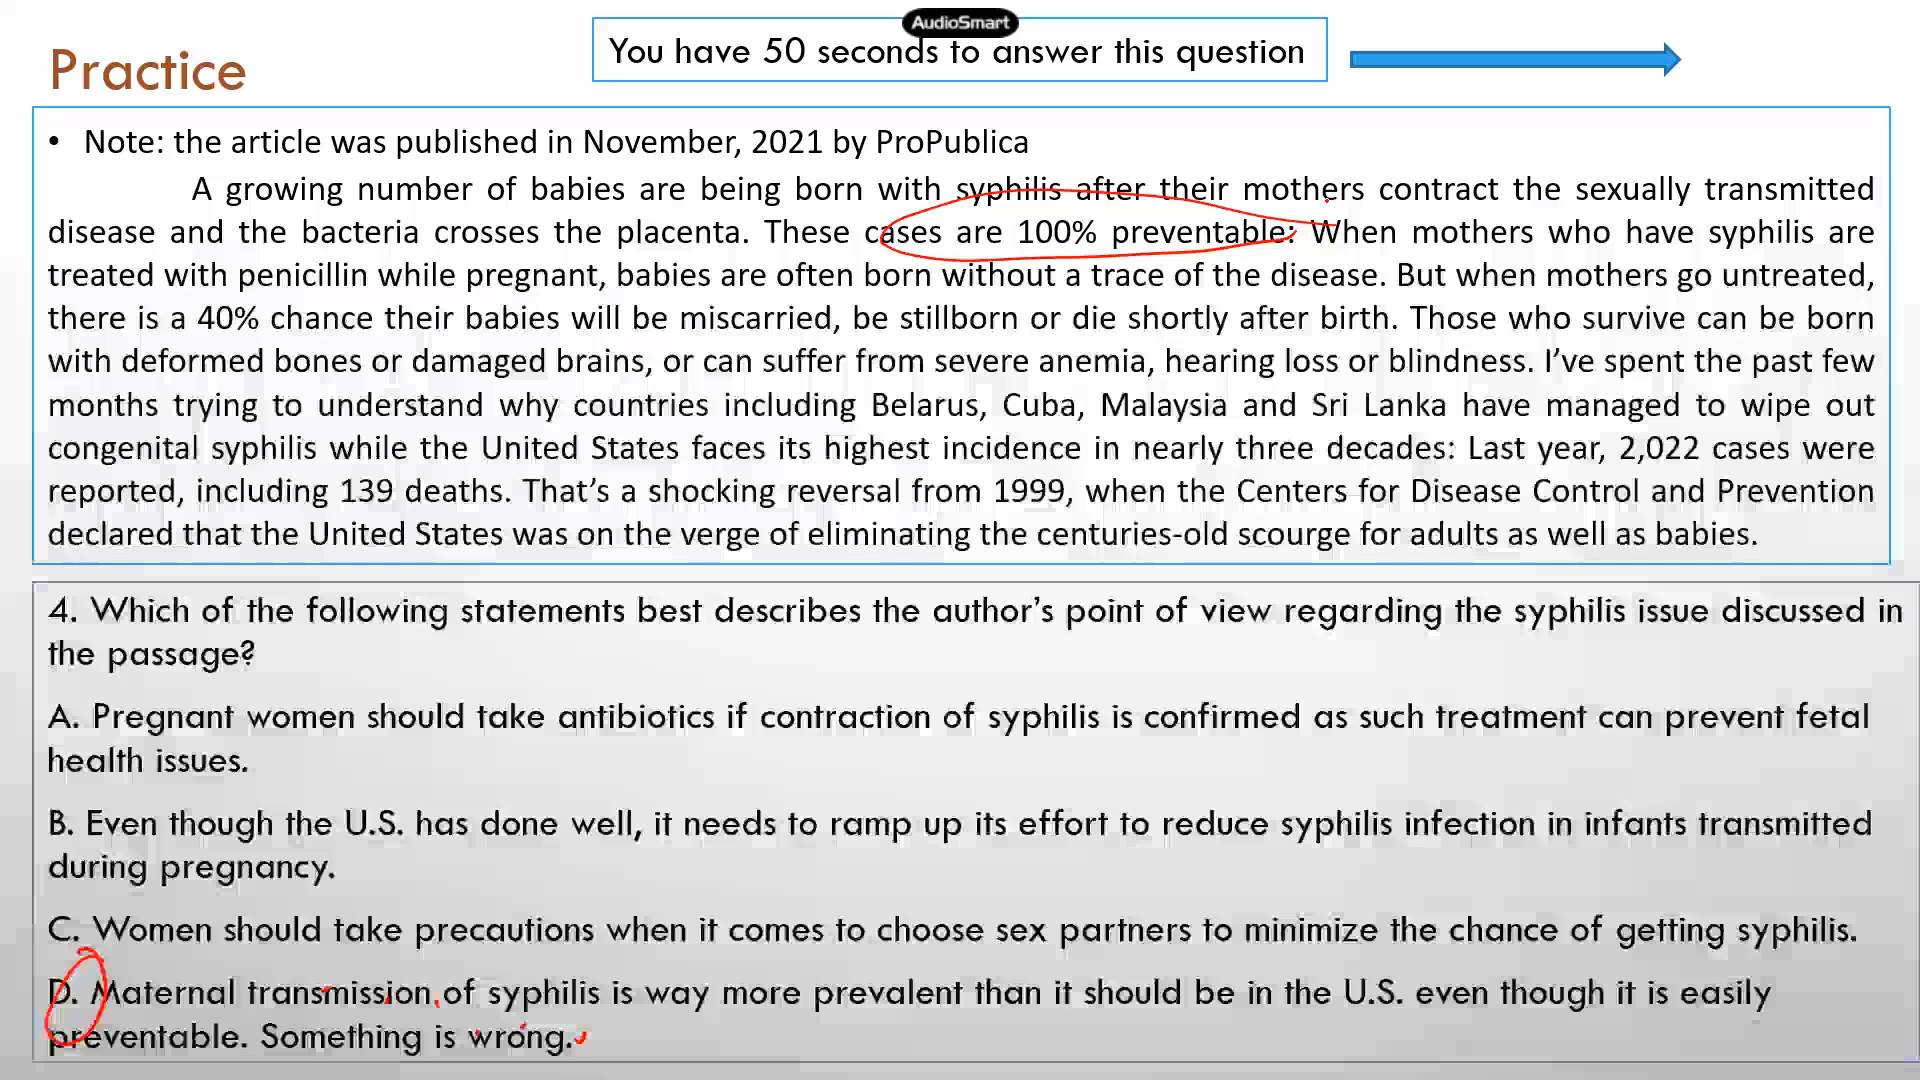 AudioSmart
You have 50 seconds to answer this question
Practice
• Note: the article was published in November, 2021 by ProPublica
A growing number of babies are being born with syphilis after their mothers contract the sexually transmitted
disease and the bacteria crosses the placenta. These cases are 100% preventable: When mothers who have syphilis are
treated with penicillin while pregnant, babies are often born without a trace of the disease. But when mothers go untreated,
there is a 40% chance their babies will be miscarried, be stillborn or die shortly after birth. Those who survive can be born
with deformed bones or damaged brains, or can suffer from severe anemia, hearing loss or blindness. I’ve spent the past few
months trying to understand why countries including Belarus, Cuba, Malaysia and Sri Lanka have managed to wipe out
congenital syphilis while the United States faces its highest incidence in nearly three decades: Last year, 2,022 cases were
reported, including 139 deaths. That’s a shocking reversal from 1999, when the Centers for Disease Control and Prevention
declared that the United States was on the verge of eliminating the centuries-old scourge for adults as well as babies.
4. Which of the following statements best describes the author’s point of view regarding the syphilis issue discussed in
the passage?
A. Pregnant women should take antibiotics if contraction of syphilis is confirmed as such treatment can prevent fetal
health issues.
B. Even though the U.S. has done well, it needs to ramp up its effort to reduce syphilis infection in infants transmitted
during pregnancy.
C. Women should take precautions when it comes to choose sex partners to minimize the chance of getting syphilis.
D. Maternal transmission of syphilis is way more prevalent than it should be in the U.S. even though it is easily
preventable. Something is wrong.